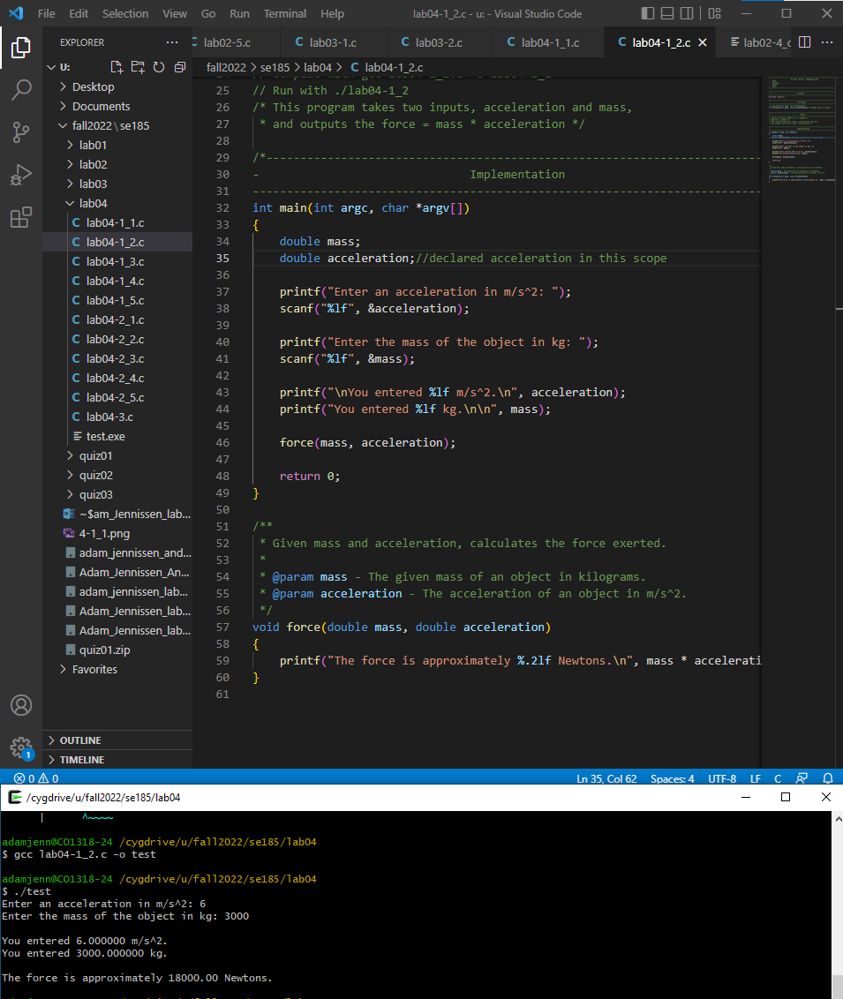 File Edit Selection View Go Run Terminal Help lab04-1_2.c - u: - Visual Studio Code
EXPLORER ···
U:
Desktop
Documents
fall2022\se185
lab01
lab02
lab03
lab04
C lab04-1_1.c
C lab04-1_2.c
C lab04-1_3.c
C lab04-1_4.c
C lab04-1_5.c
C lab04-2_1.c
C lab04-2_2.c
C lab04-2_3.c
C lab04-2_4.c
C lab04-2_5.c
C lab04-3.c
test.exe
quiz01
quiz02
quiz03
~$am_Jennissen_lab...
4-1_1.png
adam_jennissen_and...
Adam_Jennissen_An...
adam_jennissen_lab...
Adam_Jennissen_lab...
Adam_Jennissen_lab...
quiz01.zip
Favorites
OUTLINE
TIMELINE
1
C lab02-5.c C lab03-1.c C lab03-2.c C lab04-1_1.c C lab04-1_2.c lab02-4_c ···
fall2022 > se185 > lab04 > C lab04-1_2.c
25 // Run with ./lab04-1_2
26 /* This program takes two inputs, acceleration and mass,
27  * and outputs the force = mass * acceleration */
28
29 /*-----------------------------------------------------------------------------
30 -                               Implementation
31 -----------------------------------------------------------------------------
32 int main(int argc, char *argv[])
33 {
34     double mass;
35     double acceleration;//declared acceleration in this scope
36
37     printf("Enter an acceleration in m/s^2: ");
38     scanf("%lf", &acceleration);
39
40     printf("Enter the mass of the object in kg: ");
41     scanf("%lf", &mass);
42
43     printf("\nYou entered %lf m/s^2.\n", acceleration);
44     printf("You entered %lf kg.\n\n", mass);
45
46     force(mass, acceleration);
47
48     return 0;
49 }
50
51 /**
52  * Given mass and acceleration, calculates the force exerted.
53  *
54  * @param mass - The given mass of an object in kilograms.
55  * @param acceleration - The acceleration of an object in m/s^2.
56  */
57 void force(double mass, double acceleration)
58 {
59     printf("The force is approximately %.2lf Newtons.\n", mass * accelerati
60 }
61
0 0 Ln 35, Col 62 Spaces: 4 UTF-8 LF C
/cygdrive/u/fall2022/se185/lab04
| ^~~~~
adamjenn@CO1318-24 /cygdrive/u/fall2022/se185/lab04
$ gcc lab04-1_2.c -o test
adamjenn@CO1318-24 /cygdrive/u/fall2022/se185/lab04
$ ./test
Enter an acceleration in m/s^2: 6
Enter the mass of the object in kg: 3000
You entered 6.000000 m/s^2.
You entered 3000.000000 kg.
The force is approximately 18000.00 Newtons.